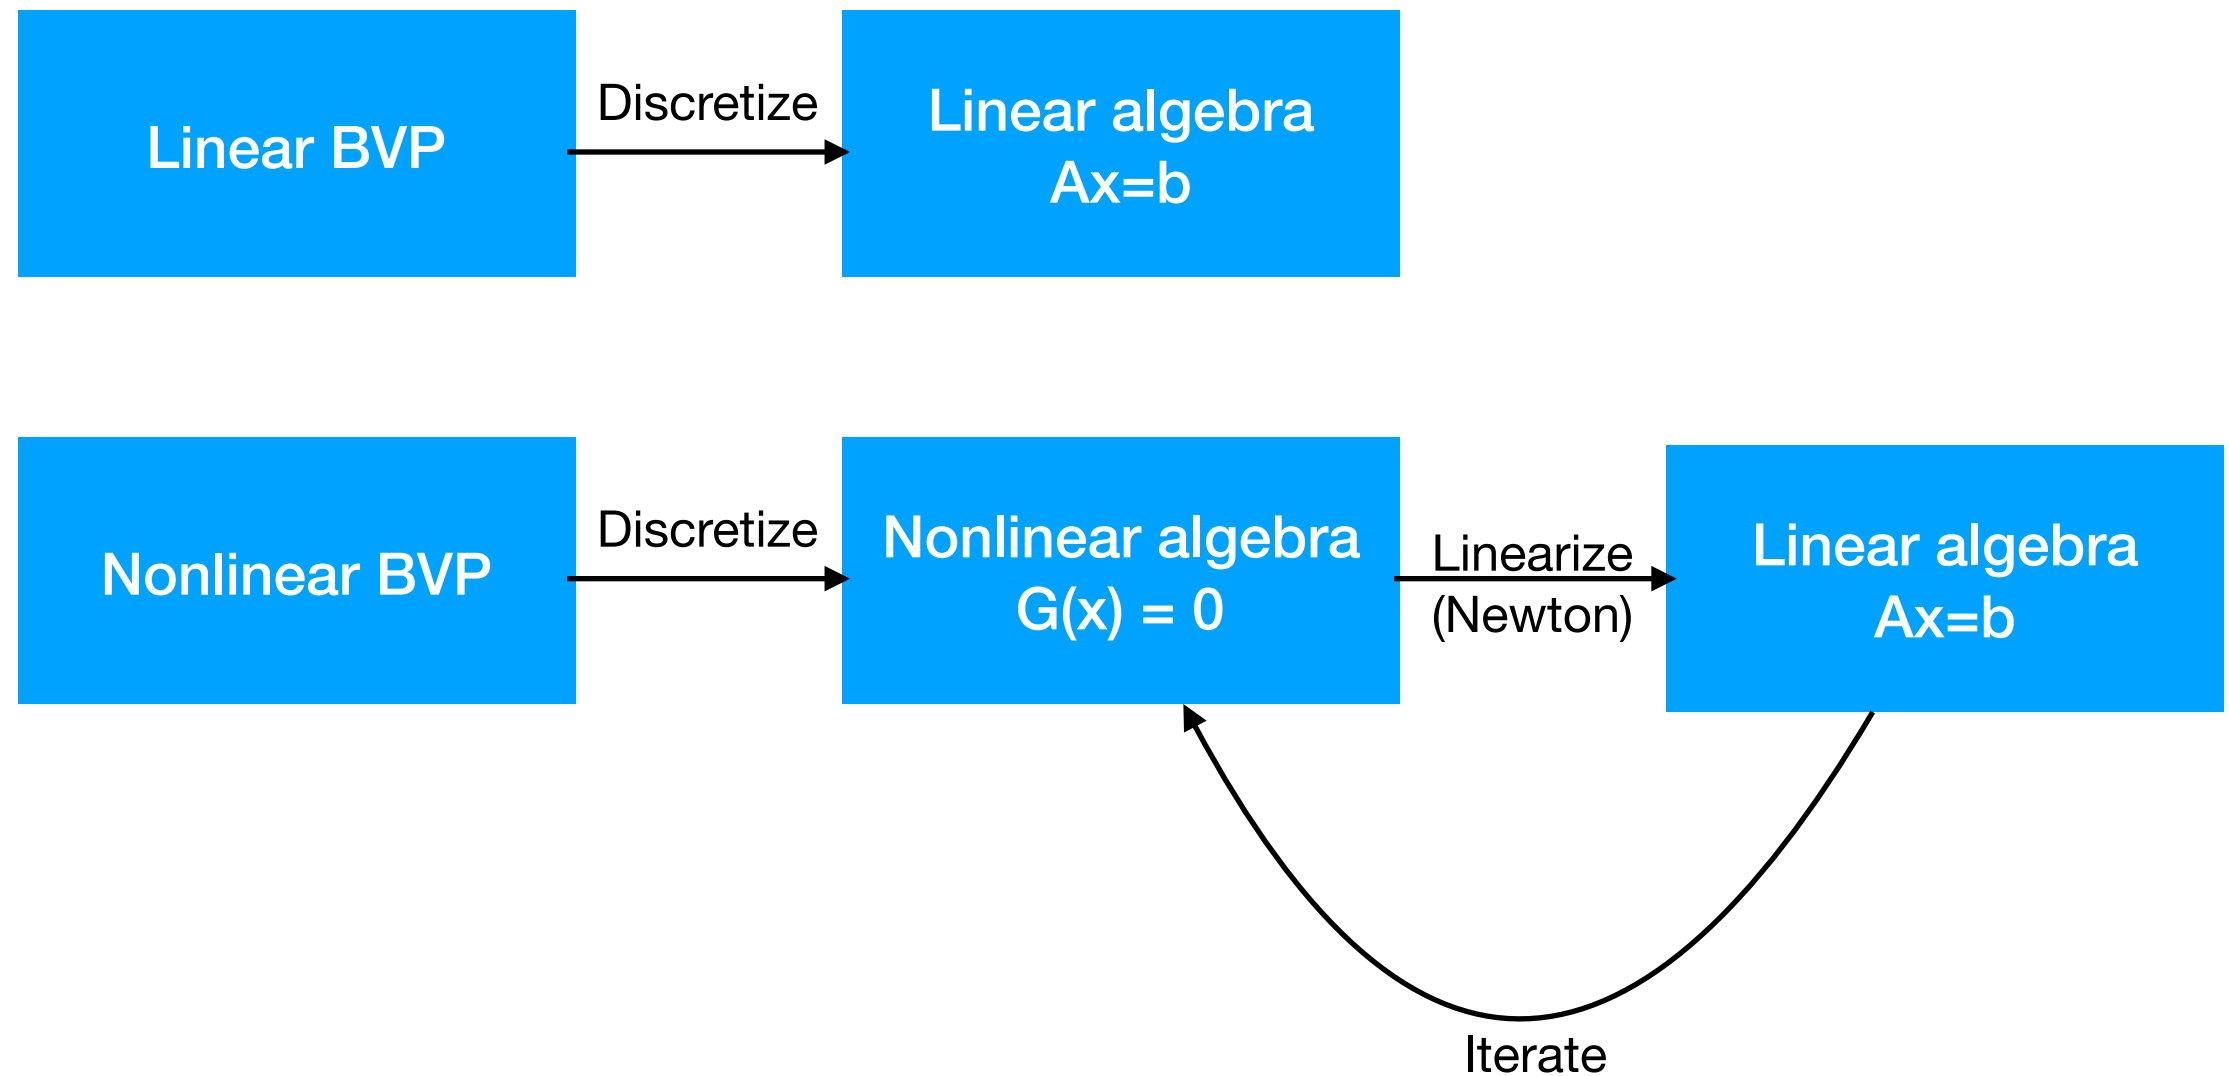 Linear BVP
Discretize
Linear algebra
Ax=b
Nonlinear BVP
Discretize
Nonlinear algebra
G(x) = 0
Linearize
(Newton)
Linear algebra
Ax=b
Iterate